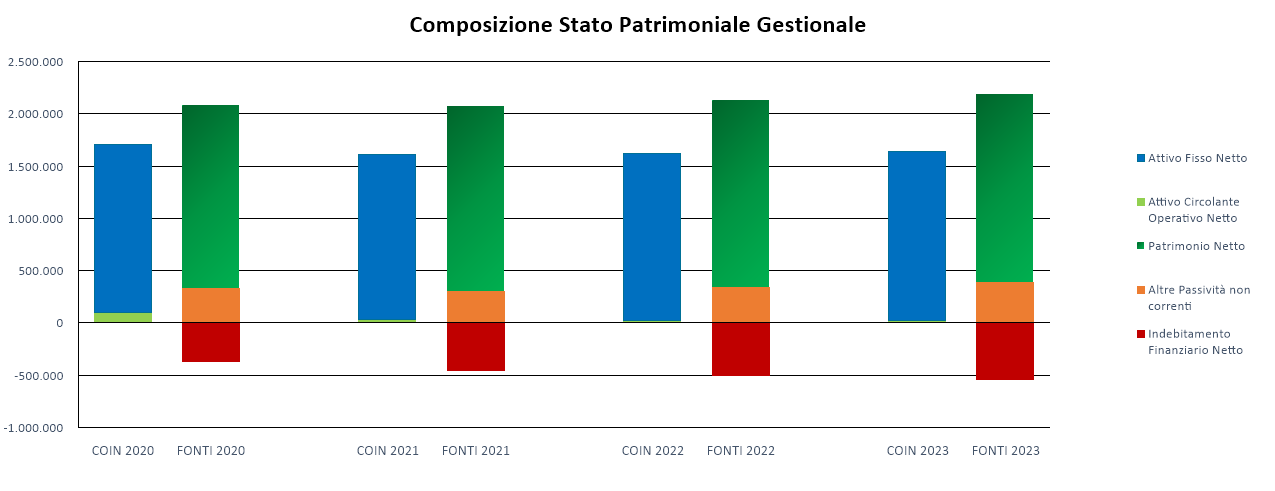 Composizione Stato Patrimoniale Gestionale
2.500.000
2.000.000
1.500.000
1.000.000
500.000
0
-500.000
-1.000.000
COIN 2020
FONTI 2020
COIN 2021
FONTI 2021
COIN 2022
FONTI 2022
COIN 2023
FONTI 2023
Attivo Fisso Netto
Attivo Circolante
Operativo Netto
Patrimonio Netto
Altre Passività non
correnti
Indebitamento
Finanziario Netto